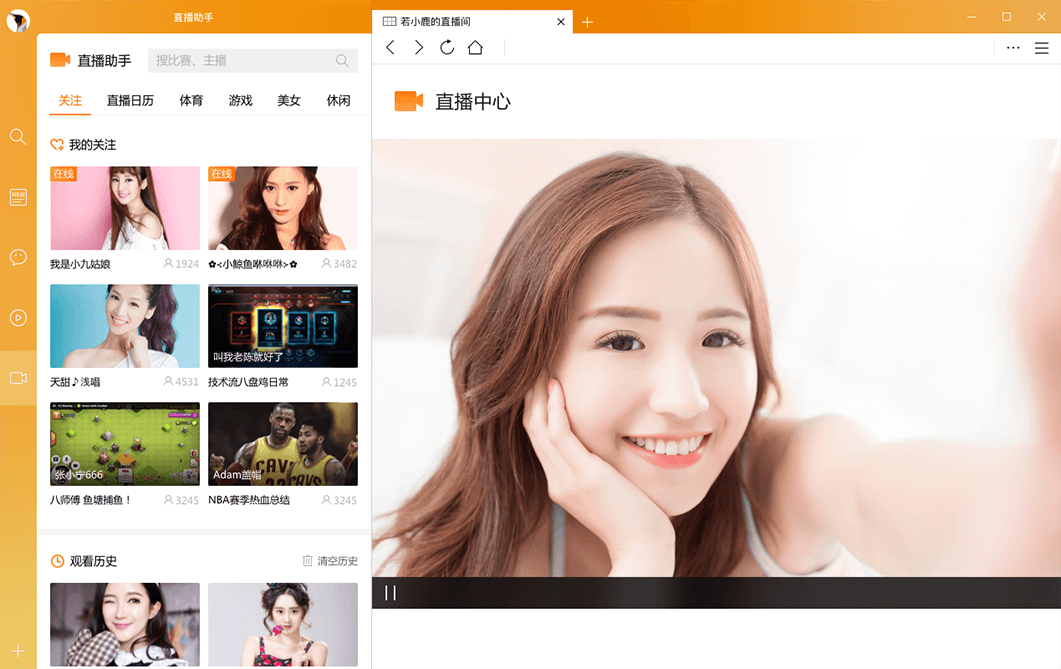 直播助手
若小鹿的直播间
直播助手
搜比赛、主播
关注 直播日历 体育 游戏 美女 休闲
直播中心
NEW
我的关注
在线
在线
我是小九姑娘 1924
✿≺小鲸鱼咻咻咻≻✿ 3482
叫我老陈就好了
天甜♪浅唱 4531
技术流八盘鸡日常 1245
张小宁666
Adam盖帽
八师傅 鱼塘捕鱼！ 3245
NBA赛季热血总结 3245
观看历史 清空历史